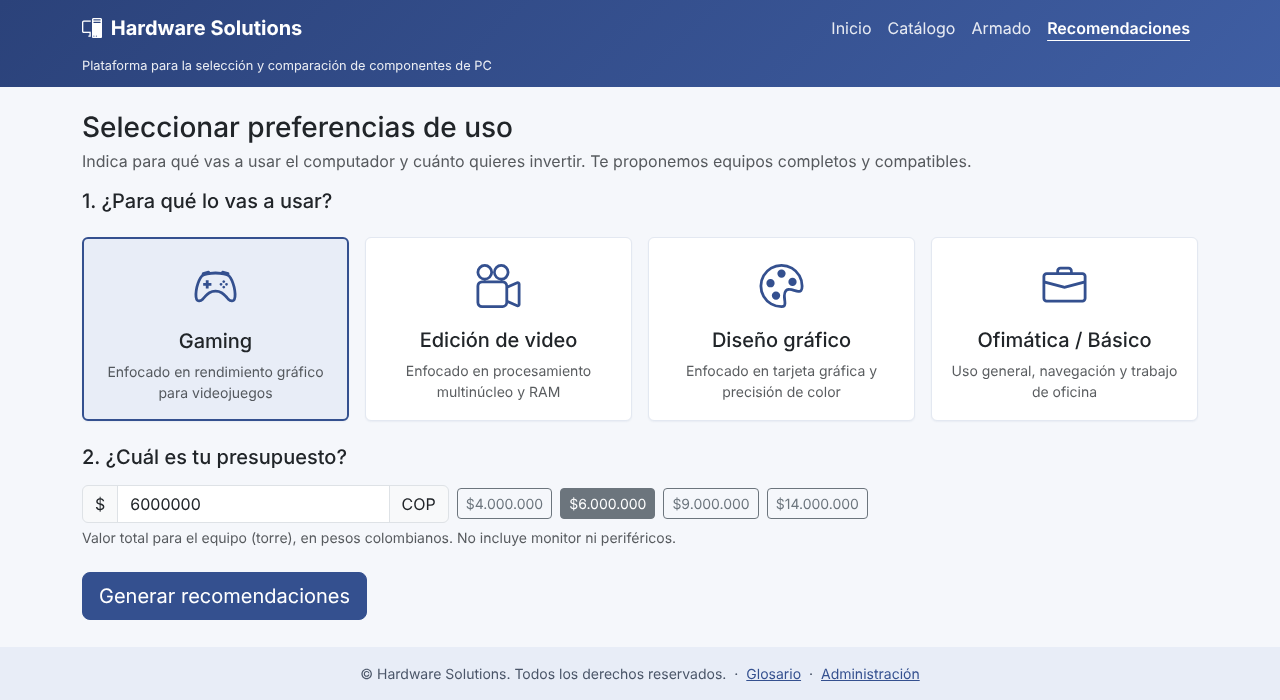 Hardware Solutions
Inicio Catálogo Armado Recomendaciones
Plataforma para la selección y comparación de componentes de PC
Seleccionar preferencias de uso
Indica para qué vas a usar el computador y cuánto quieres invertir. Te proponemos equipos completos y compatibles.
1. ¿Para qué lo vas a usar?
Gaming
Enfocado en rendimiento gráfico
para videojuegos
Edición de video
Enfocado en procesamiento
multinúcleo y RAM
Diseño gráfico
Enfocado en tarjeta gráfica y
precisión de color
Ofimática / Básico
Uso general, navegación y trabajo
de oficina
2. ¿Cuál es tu presupuesto?
$ 6000000 COP $4.000.000 $6.000.000 $9.000.000 $14.000.000
Valor total para el equipo (torre), en pesos colombianos. No incluye monitor ni periféricos.
Generar recomendaciones
© Hardware Solutions. Todos los derechos reservados. · Glosario · Administración